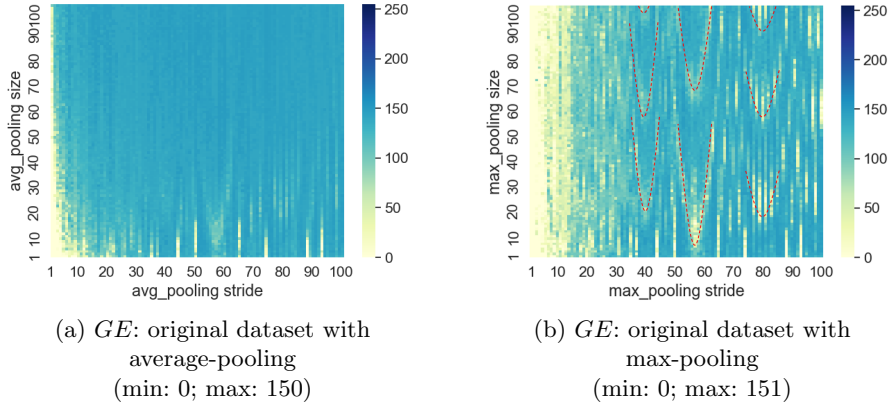 90100
80
70
60
50
40
30
20
10
1
avg_pooling size
1 10 20 30 40 50 60 70 80 90 100
avg_pooling stride
250
200
150
100
50
0
(a) GE: original dataset with
average-pooling
(min: 0; max: 150)
90100
80
70
60
50
40
30
20
10
1
max_pooling size
1 10 20 30 40 50 60 70 80 90 100
max_pooling stride
250
200
150
100
50
0
(b) GE: original dataset with
max-pooling
(min: 0; max: 151)